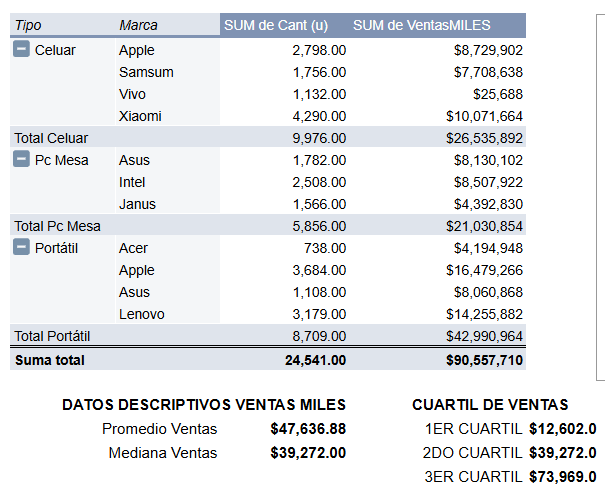 Tipo Marca SUM de Cant (u) SUM de VentasMILES
Celuar Apple 2,798.00 $8,729,902
Samsum 1,756.00 $7,708,638
Vivo 1,132.00 $25,688
Xiaomi 4,290.00 $10,071,664
Total Celuar 9,976.00 $26,535,892
Pc Mesa Asus 1,782.00 $8,130,102
Intel 2,508.00 $8,507,922
Janus 1,566.00 $4,392,830
Total Pc Mesa 5,856.00 $21,030,854
Portátil Acer 738.00 $4,194,948
Apple 3,684.00 $16,479,266
Asus 1,108.00 $8,060,868
Lenovo 3,179.00 $14,255,882
Total Portátil 8,709.00 $42,990,964
Suma total 24,541.00 $90,557,710
DATOS DESCRIPTIVOS VENTAS MILES CUARTIL DE VENTAS
Promedio Ventas $47,636.88 1ER CUARTIL $12,602.0
Mediana Ventas $39,272.00 2DO CUARTIL $39,272.0
3ER CUARTIL $73,969.0